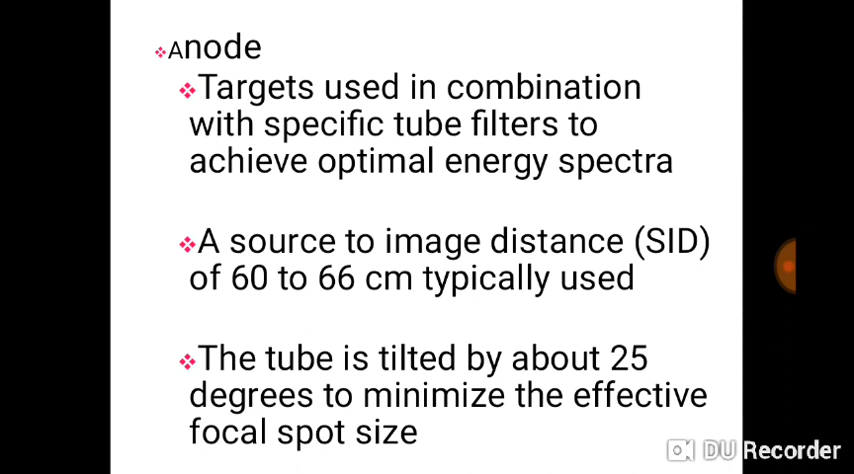 Anode
Targets used in combination
with specific tube filters to
achieve optimal energy spectra
A source to image distance (SID)
of 60 to 66 cm typically used
The tube is tilted by about 25
degrees to minimize the effective
focal spot size
DU Recorder